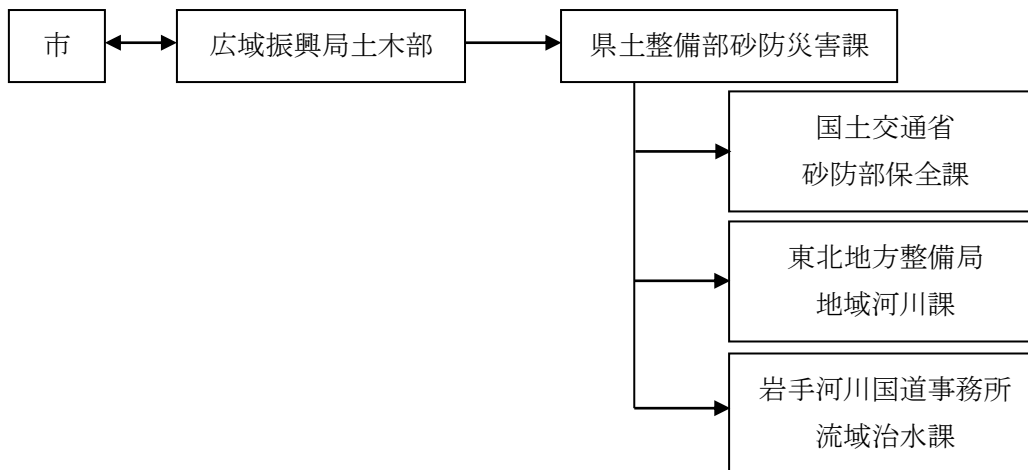 市
広域振興局土木部
県土整備部砂防災害課
国土交通省
砂防部保全課
東北地方整備局
地域河川課
岩手河川国道事務所
流域治水課